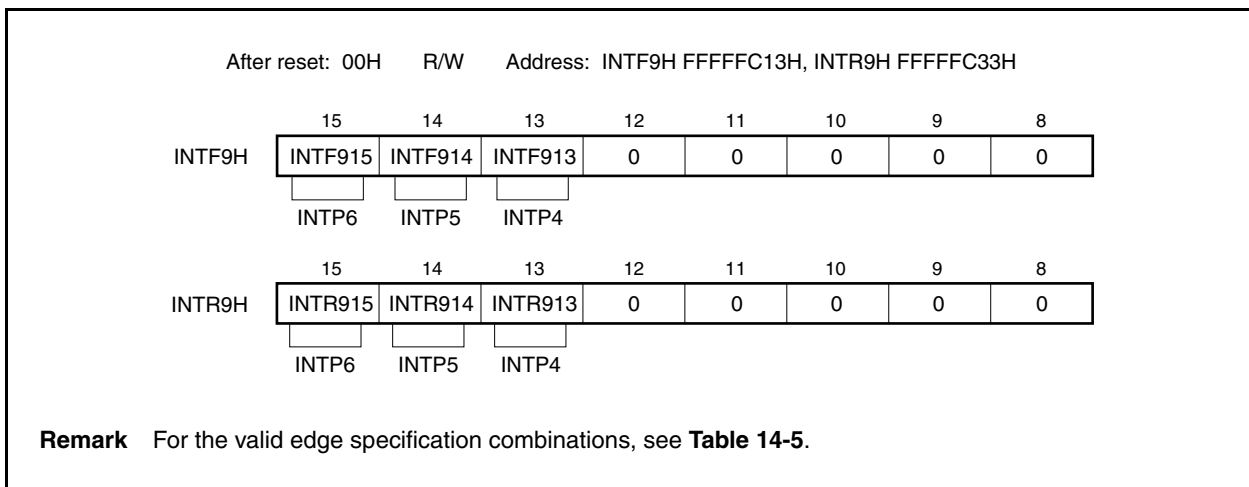 After reset: 00H R/W Address: INTF9H FFFFFC13H, INTR9H FFFFFC33H
15 14 13 12 11 10 9 8
INTF9H INTF915 INTF914 INTF913 0 0 0 0 0
INTP6 INTP5 INTP4
15 14 13 12 11 10 9 8
INTR9H INTR915 INTR914 INTR913 0 0 0 0 0
INTP6 INTP5 INTP4
Remark For the valid edge specification combinations, see Table 14-5.